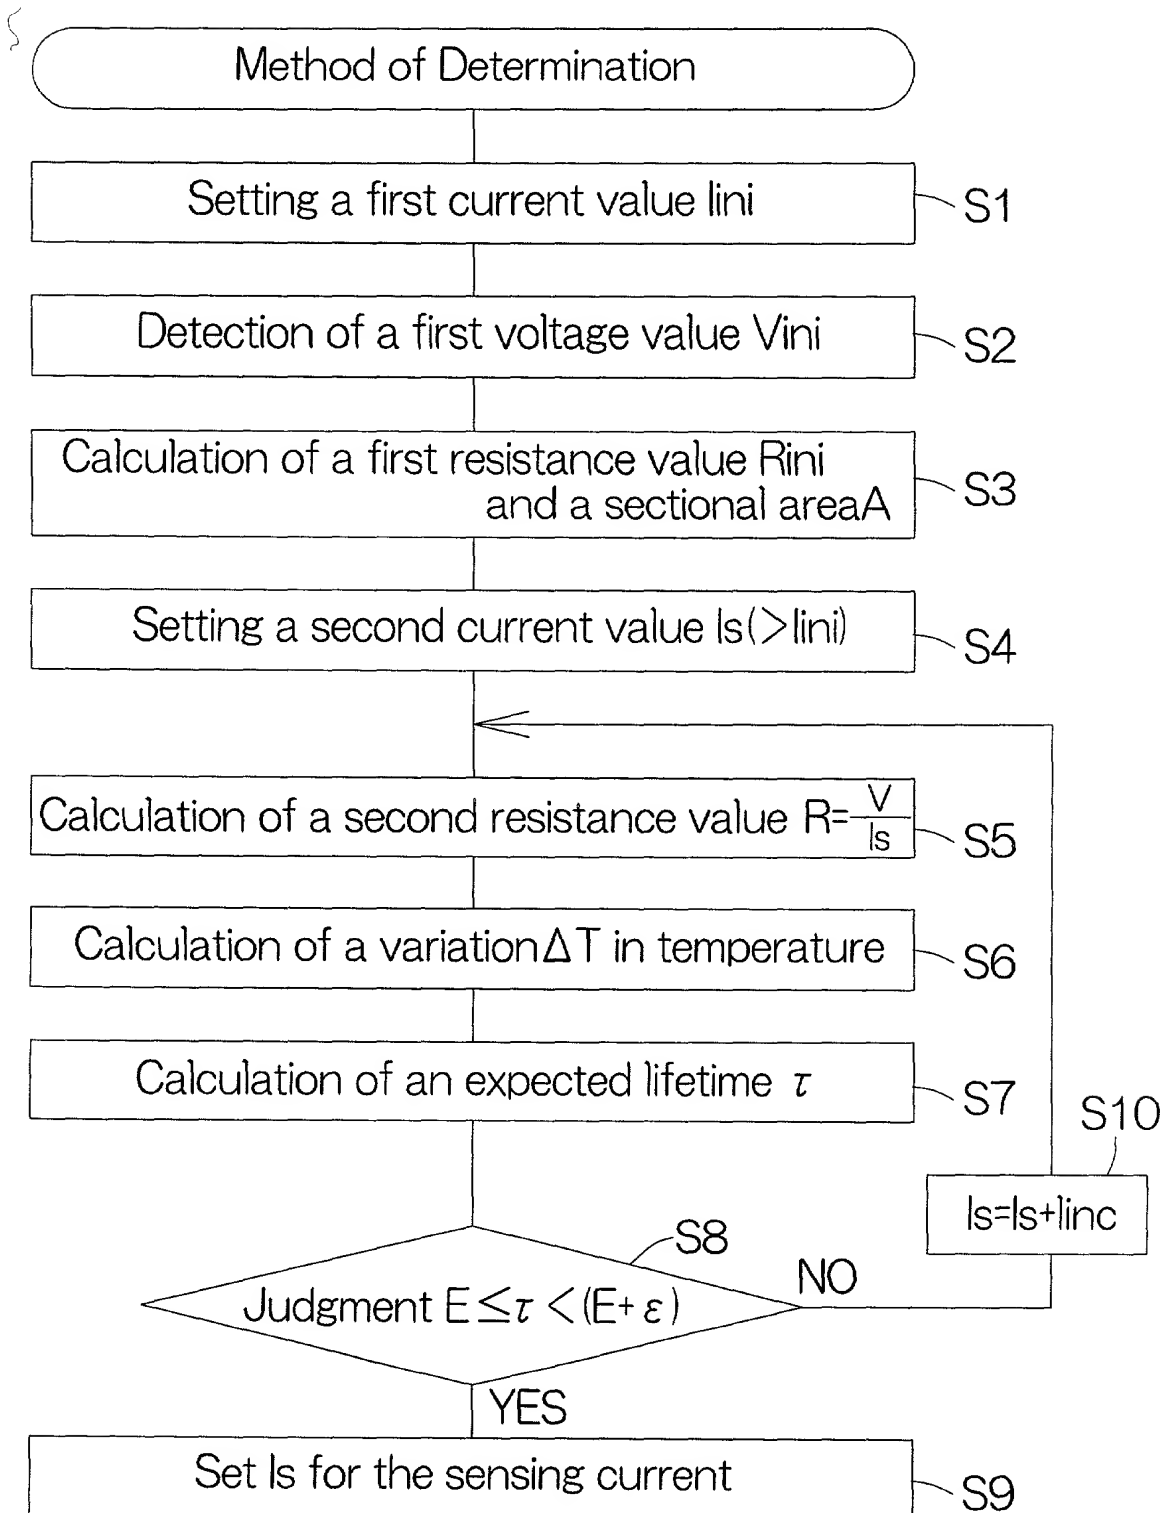 Method of Determination
Setting a first current value Iini
S1
Detection of a first voltage value Vini
S2
Calculation of a first resistance value Rini
and a sectional areaA
S3
Setting a second current value Is(>Iini)
S4
Calculation of a second resistance value R=V/Is
S5
Calculation of a variation ΔT in temperature
S6
Calculation of an expected lifetime τ
S7
S10
Is=Is+Iinc
S8
NO
Judgment E≤τ<(E+ε)
YES
Set Is for the sensing current
S9